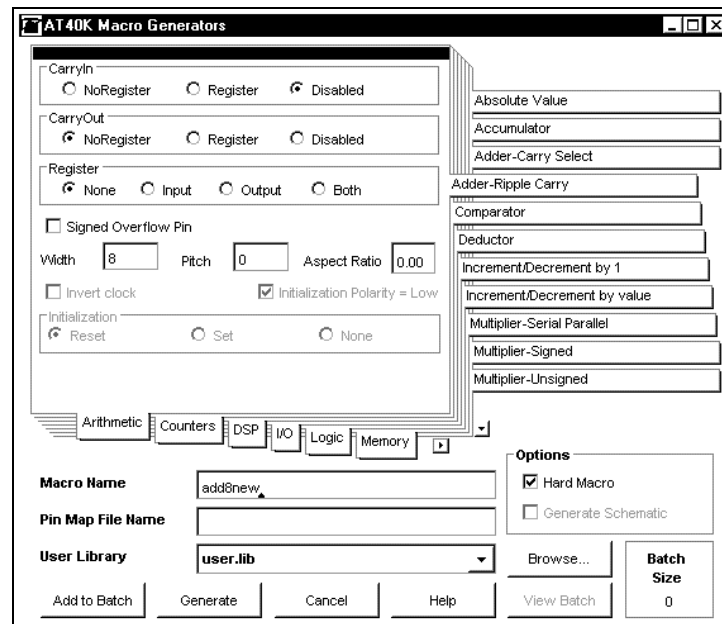 AT40K Macro Generators
CarryIn
NoRegister Register Disabled
CarryOut
NoRegister Register Disabled
Register
None Input Output Both
Signed Overflow Pin
Width 8 Pitch 0 Aspect Ratio 0.00
Invert clock Initialization Polarity = Low
Initialization
Reset Set None
Absolute Value
Accumulator
Adder-Carry Select
Adder-Ripple Carry
Comparator
Deductor
Increment/Decrement by 1
Increment/Decrement by value
Multiplier-Serial Parallel
Multiplier-Signed
Multiplier-Unsigned
Arithmetic Counters DSP I/O Logic Memory
Macro Name add8new
Pin Map File Name
User Library user.lib
Options
Hard Macro
Generate Schematic
Browse...
Batch Size
0
Add to Batch Generate Cancel Help View Batch